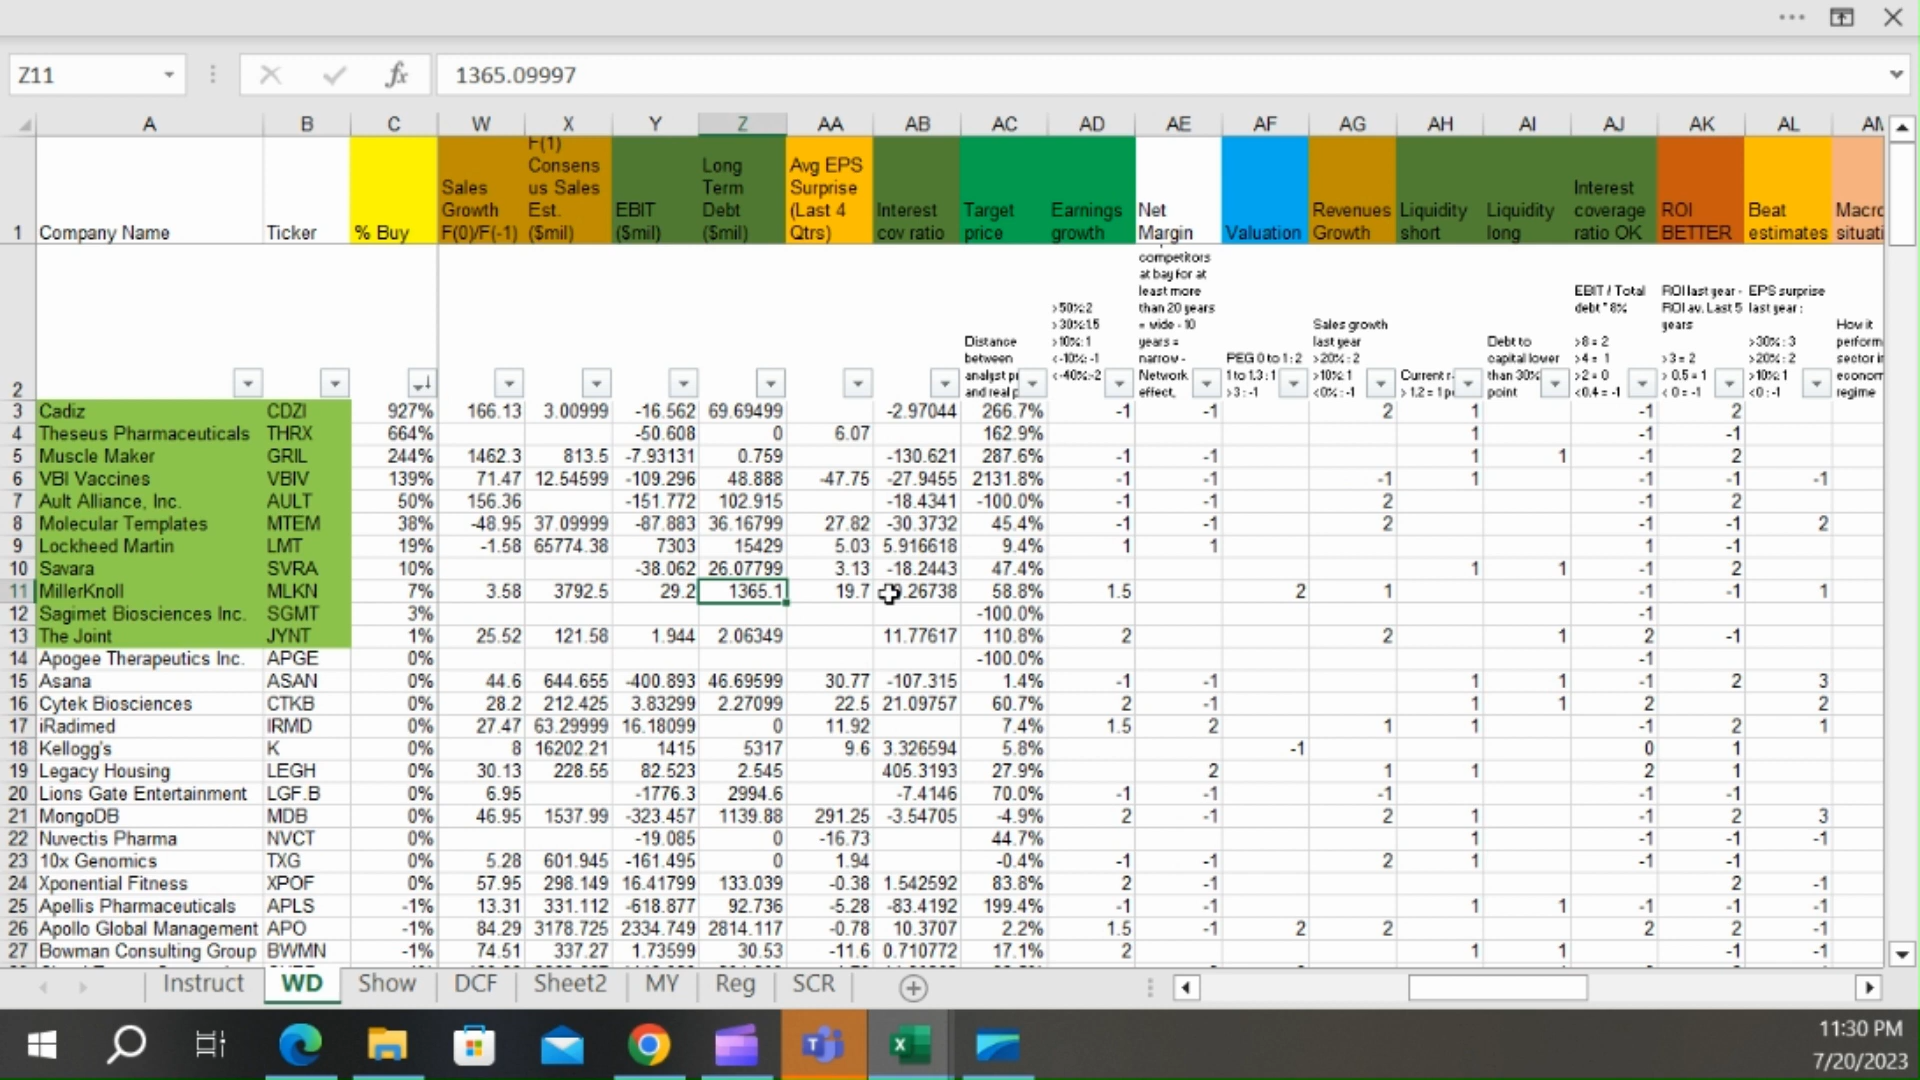 Z11 fx 1365.09997
A B C W X Y Z AA AB AC AD AE AF AG AH AI AJ AK AL
1 Company Name Ticker % Buy Sales Growth F(0)/F(-1) F(1) Consensus Sales Est. ($mil) EBIT ($mil) Long Term Debt ($mil) Avg EPS Surprise (Last 4 Qtrs) Interest cov ratio Target price Earnings growth Net Margin Valuation Revenues Growth Liquidity short Liquidity long Interest coverage ratio OK ROI BETTER Beat estimates Macro situati
2
Distance between analyst pr and real p
>50%:2 >30%:1.5 >10%: 1 <-10%: -1 <-40%:-2
competitors at bay for at least more than 20 years = wide - 10 years = narrow - Network effect,
PEG 0 to 1 : 2 1 to 1,3 : 1 >3 : -1
Sales growth last year >20% : 2 >10%: 1 <0% : -1
Current r >1.2 = 1 p
Debt to capital lower than 30% point
EBIT / Total debt * 8% >8 = 2 >4 = 1 >2 = 0 <0.4 = -1
ROI last year - ROI av. Last 5 years >3 = 2 >0.5 = 1 <0 = -1
EPS surprise last year : >30% : 3 >20% : 2 >10%: 1 <0 : -1
How it perform sector in econom regime
3 Cadiz CDZI 927% 166.13 3.00999 -16.562 69.69499 -2.97044 266.7% -1 -1 2 1 -1 2
4 Theseus Pharmaceuticals THRX 664% -50.608 0 6.07 162.9% 1 -1 -1
5 Muscle Maker GRIL 244% 1462.3 813.5 -7.93131 0.759 -130.621 287.6% -1 -1 1 1 -1 2
6 VBI Vaccines VBIV 139% 71.47 12.54599 -109.296 48.888 -47.75 -27.9455 2131.8% -1 -1 -1 1 -1 -1 -1
7 Ault Alliance, Inc. AULT 50% 156.36 -151.772 102.915 -18.4341 -100.0% -1 -1 2 -1 2
8 Molecular Templates MTEM 38% -48.95 37.09999 -87.883 36.16799 27.82 -30.3732 45.4% -1 -1 2 -1 -1 2
9 Lockheed Martin LMT 19% -1.58 65774.38 7303 15429 5.03 5.916618 9.4% 1 1 1 -1
10 Savara SVRA 10% -38.062 26.07799 3.13 -18.2443 47.4% 1 1 -1 2
11 MillerKnoll MLKN 7% 3.58 3792.5 29.2 1365.1 19.7 .26738 58.8% 1.5 2 1 -1 -1 1
12 Sagimet Biosciences Inc. SGMT 3% -100.0% -1
13 The Joint JYNT 1% 25.52 121.58 1.944 2.06349 11.77617 110.8% 2 2 1 2 -1
14 Apogee Therapeutics Inc. APGE 0% -100.0% -1
15 Asana ASAN 0% 44.6 644.655 -400.893 46.69599 30.77 -107.315 1.4% -1 -1 1 1 -1 2 3
16 Cytek Biosciences CTKB 0% 28.2 212.425 3.83299 2.27099 22.5 21.09757 60.7% 2 -1 1 1 2 2
17 iRadimed IRMD 0% 27.47 63.29999 16.18099 0 11.92 7.4% 1.5 2 1 1 -1 2 1
18 Kellogg's K 0% 8 16202.21 1415 5317 9.6 3.326594 5.8% -1 0 1
19 Legacy Housing LEGH 0% 30.13 228.55 82.523 2.545 405.3193 27.9% 2 1 1 2 1
20 Lions Gate Entertainment LGF.B 0% 6.95 -1776.3 2994.6 -7.4146 70.0% -1 -1 -1 -1 -1
21 MongoDB MDB 0% 46.95 1537.99 -323.457 1139.88 291.25 -3.54705 -4.9% 2 -1 2 1 -1 2 3
22 Nuvectis Pharma NVCT 0% -19.085 0 -16.73 44.7% 1 -1 -1 -1
23 10x Genomics TXG 0% 5.28 601.945 -161.495 0 1.94 -0.4% -1 -1 2 1 -1 -1
24 Xponential Fitness XPOF 0% 57.95 298.149 16.41799 133.039 -0.38 1.542592 83.8% 2 -1 2 -1
25 Apellis Pharmaceuticals APLS -1% 13.31 331.112 -618.877 92.736 -5.28 -83.4192 199.4% -1 -1 1 1 -1 -1 -1
26 Apollo Global Management APO -1% 84.29 3178.725 2334.749 2814.117 -0.78 10.3707 2.2% 1.5 -1 2 2 2 2 -1
27 Bowman Consulting Group BWMN -1% 74.51 337.27 1.73599 30.53 -11.6 0.710772 17.1% 2 1 1 -1 -1
Instruct WD Show DCF Sheet2 MY Reg SCR
11:30 PM
7/20/2023